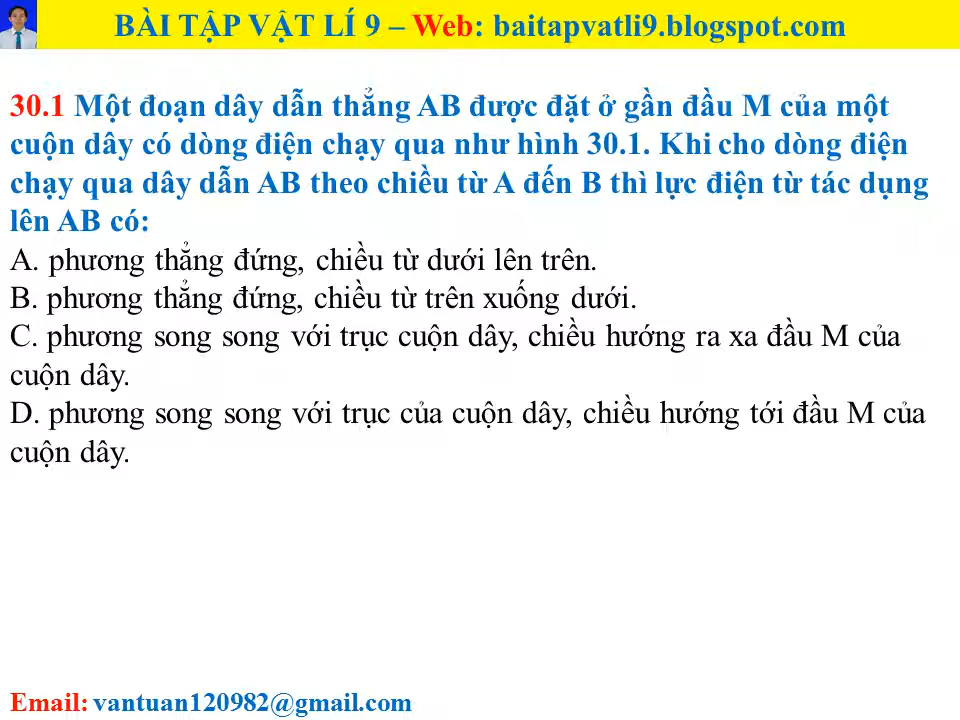 BÀI TẬP VẬT LÍ 9 – Web: baitapvatli9.blogspot.com
30.1 Một đoạn dây dẫn thẳng AB được đặt ở gần đầu M của một
cuộn dây có dòng điện chạy qua như hình 30.1. Khi cho dòng điện
chạy qua dây dẫn AB theo chiều từ A đến B thì lực điện từ tác dụng
lên AB có:
A. phương thẳng đứng, chiều từ dưới lên trên.
B. phương thẳng đứng, chiều từ trên xuống dưới.
C. phương song song với trục cuộn dây, chiều hướng ra xa đầu M của
cuộn dây.
D. phương song song với trục của cuộn dây, chiều hướng tới đầu M của
cuộn dây.
Email: vantuan120982@gmail.com